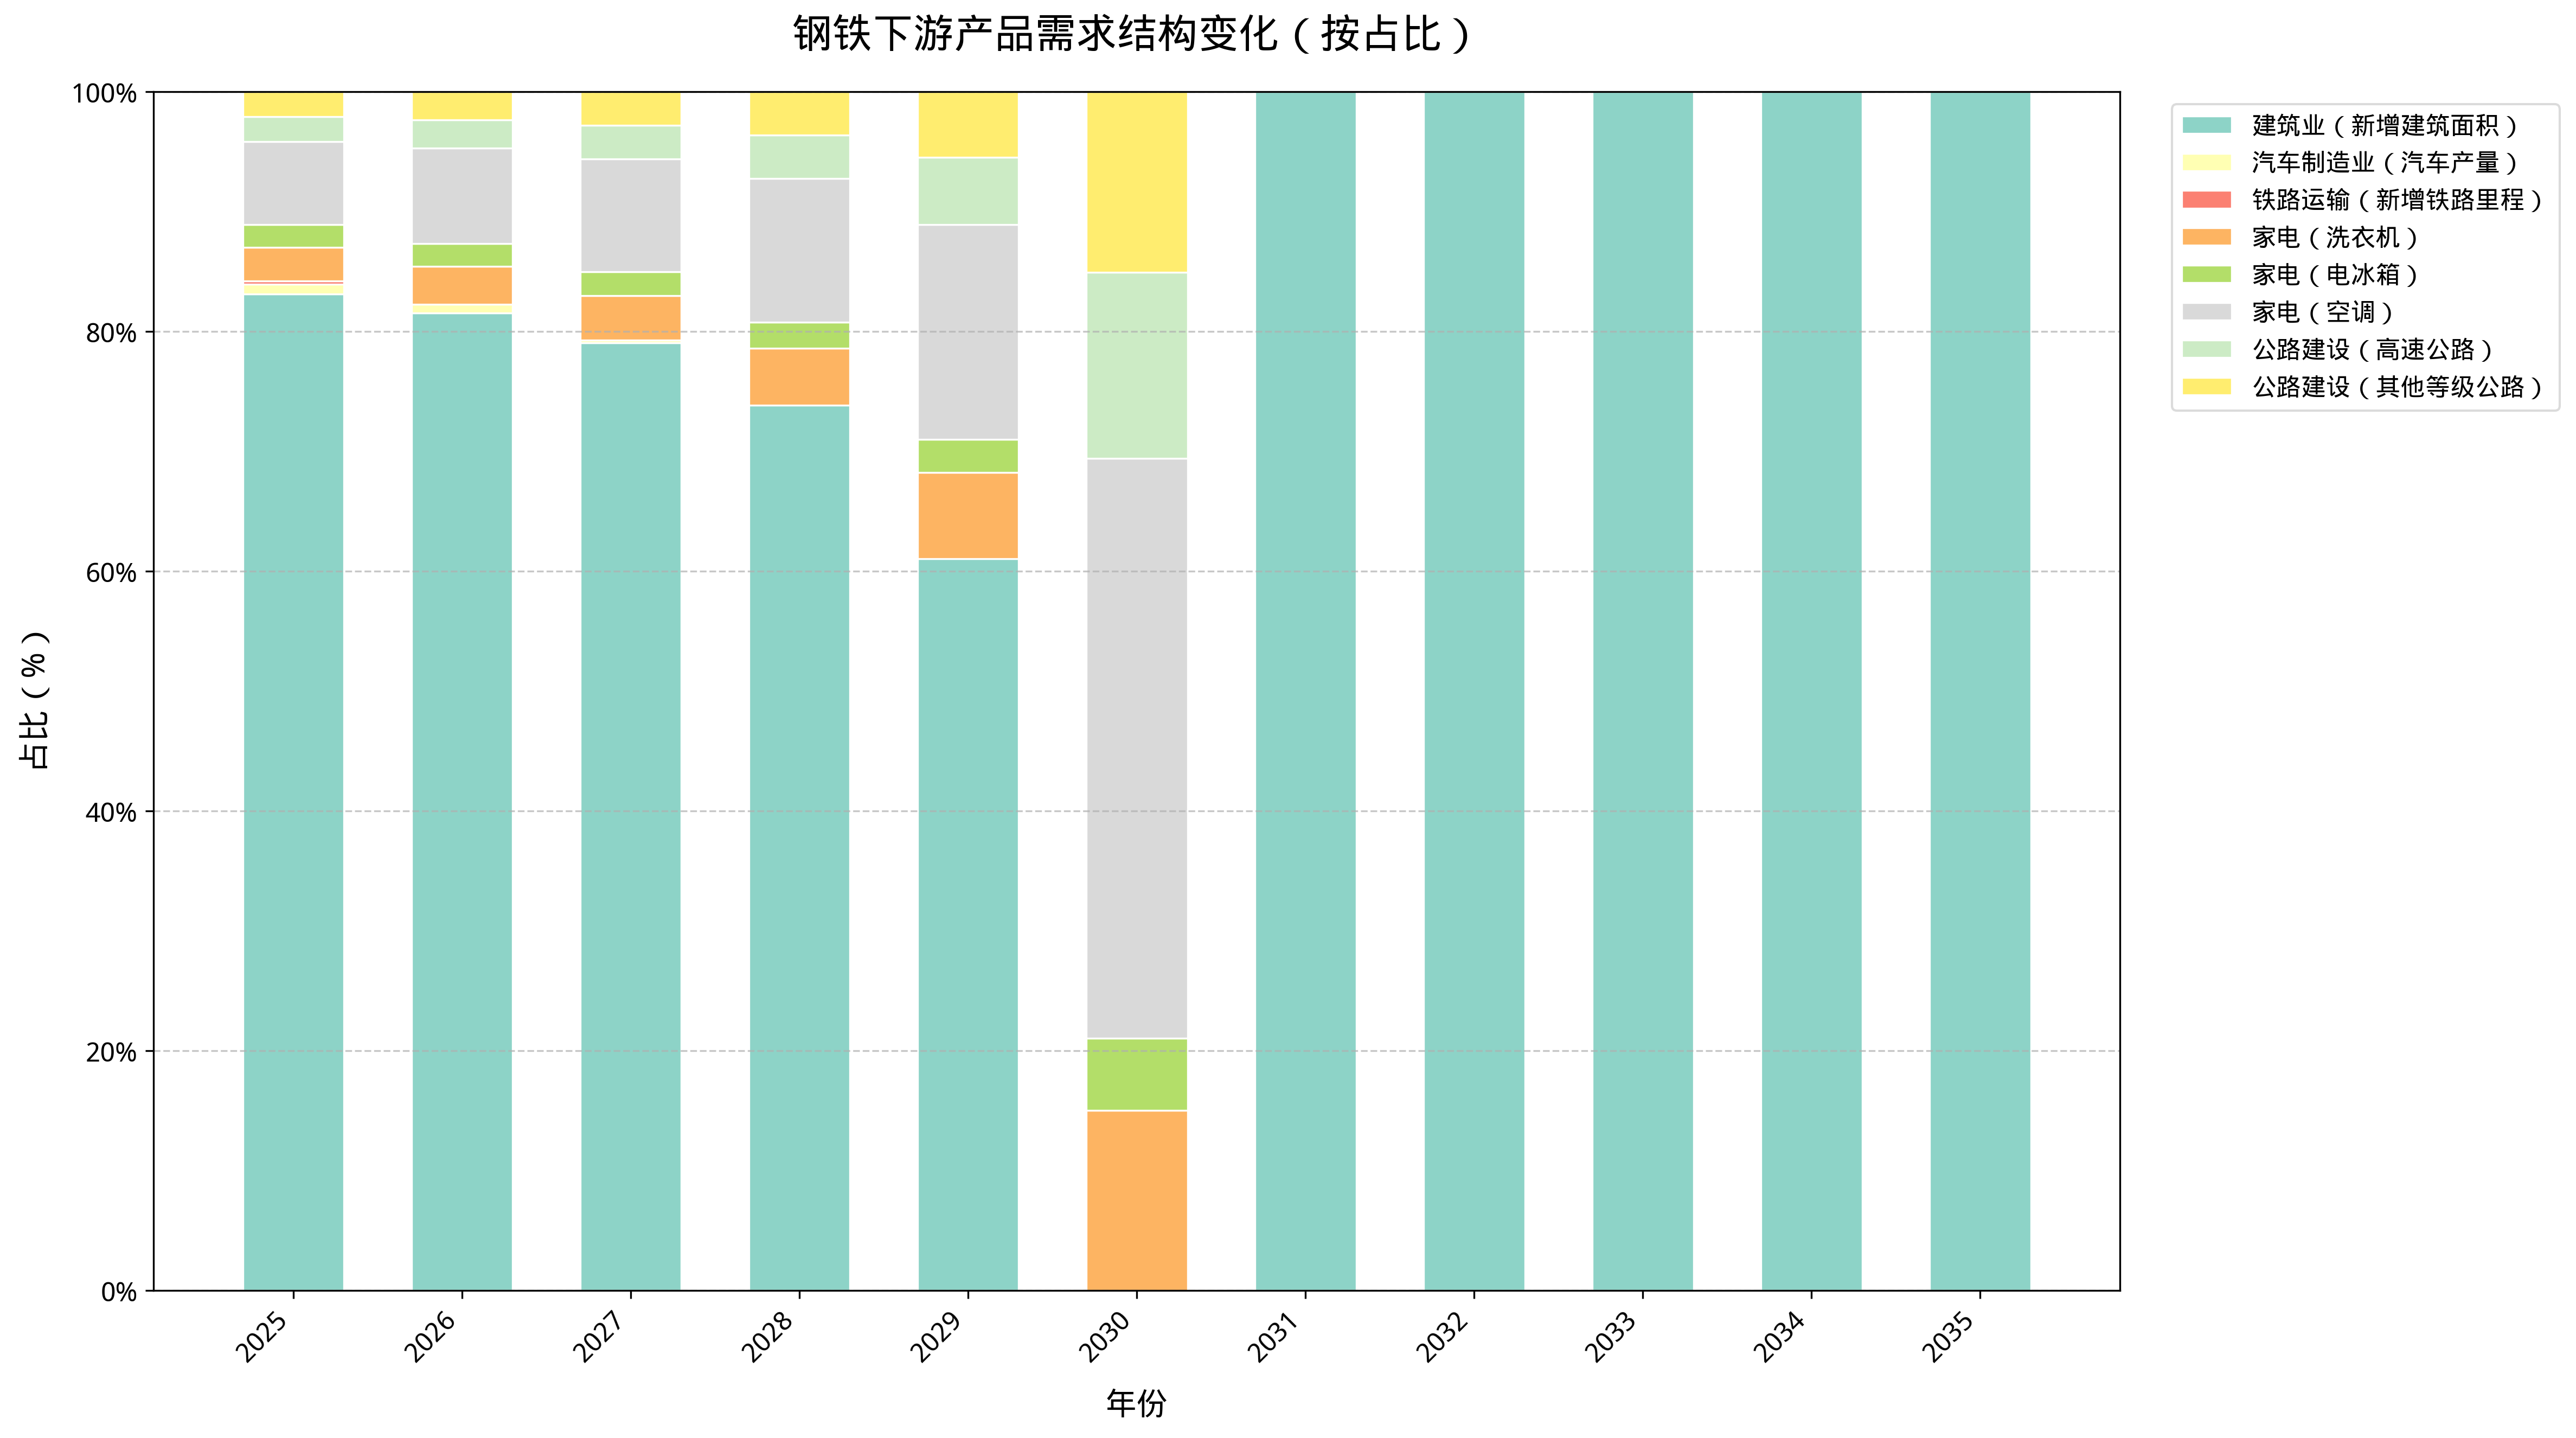 钢铁下游产品需求结构变化（按占比）
占比（%）
100%
80%
60%
40%
20%
0%
2025
2026
2027
2028
2029
2030
2031
2032
2033
2034
2035
年份
建筑业（新增建筑面积）
汽车制造业（汽车产量）
铁路运输（新增铁路里程）
家电（洗衣机）
家电（电冰箱）
家电（空调）
公路建设（高速公路）
公路建设（其他等级公路）